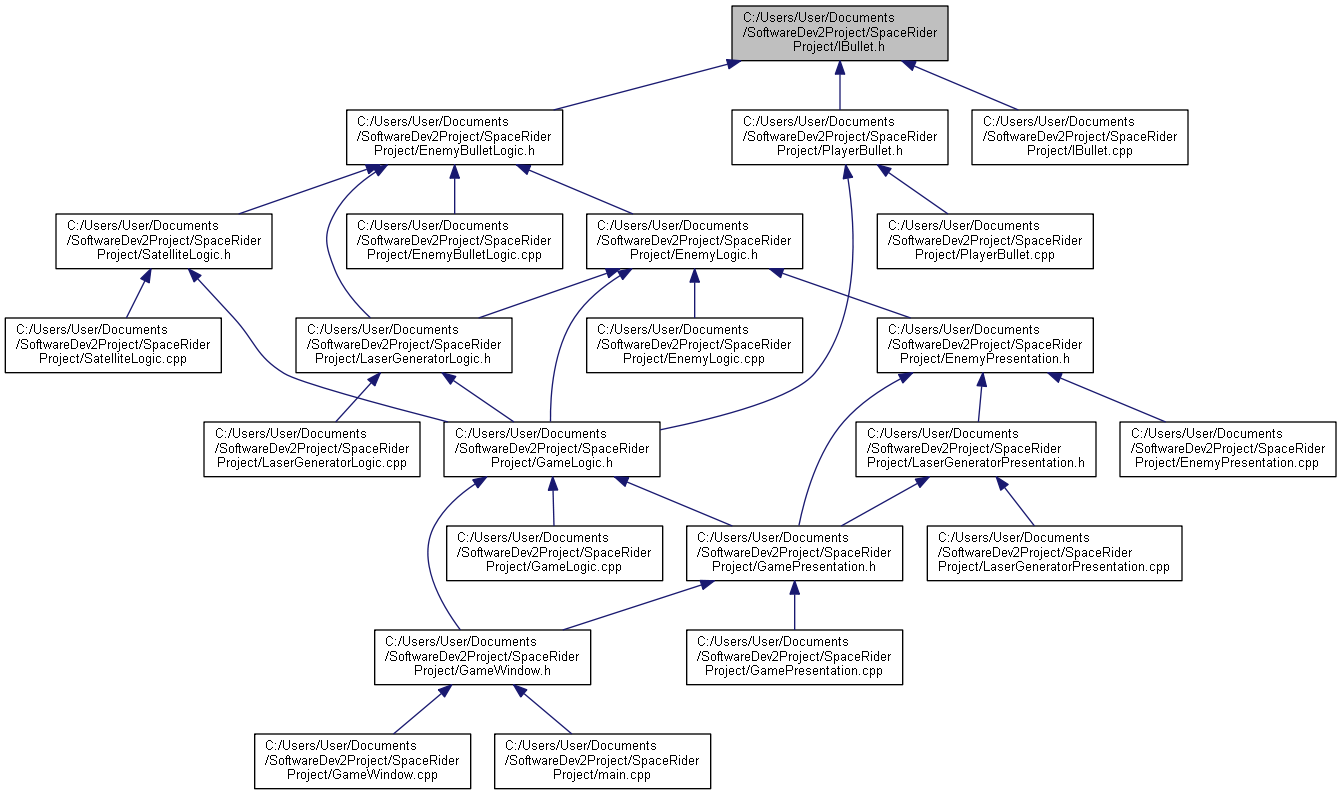 C:/Users/User/Documents
/SoftwareDev2Project/SpaceRider
Project/IBullet.h
C:/Users/User/Documents
/SoftwareDev2Project/SpaceRider
Project/EnemyBulletLogic.h
C:/Users/User/Documents
/SoftwareDev2Project/SpaceRider
Project/PlayerBullet.h
C:/Users/User/Documents
/SoftwareDev2Project/SpaceRider
Project/IBullet.cpp
C:/Users/User/Documents
/SoftwareDev2Project/SpaceRider
Project/SatelliteLogic.h
C:/Users/User/Documents
/SoftwareDev2Project/SpaceRider
Project/EnemyBulletLogic.cpp
C:/Users/User/Documents
/SoftwareDev2Project/SpaceRider
Project/EnemyLogic.h
C:/Users/User/Documents
/SoftwareDev2Project/SpaceRider
Project/PlayerBullet.cpp
C:/Users/User/Documents
/SoftwareDev2Project/SpaceRider
Project/SatelliteLogic.cpp
C:/Users/User/Documents
/SoftwareDev2Project/SpaceRider
Project/LaserGeneratorLogic.h
C:/Users/User/Documents
/SoftwareDev2Project/SpaceRider
Project/EnemyLogic.cpp
C:/Users/User/Documents
/SoftwareDev2Project/SpaceRider
Project/EnemyPresentation.h
C:/Users/User/Documents
/SoftwareDev2Project/SpaceRider
Project/LaserGeneratorLogic.cpp
C:/Users/User/Documents
/SoftwareDev2Project/SpaceRider
Project/GameLogic.h
C:/Users/User/Documents
/SoftwareDev2Project/SpaceRider
Project/LaserGeneratorPresentation.h
C:/Users/User/Documents
/SoftwareDev2Project/SpaceRider
Project/EnemyPresentation.cpp
C:/Users/User/Documents
/SoftwareDev2Project/SpaceRider
Project/GameLogic.cpp
C:/Users/User/Documents
/SoftwareDev2Project/SpaceRider
Project/GamePresentation.h
C:/Users/User/Documents
/SoftwareDev2Project/SpaceRider
Project/LaserGeneratorPresentation.cpp
C:/Users/User/Documents
/SoftwareDev2Project/SpaceRider
Project/GameWindow.h
C:/Users/User/Documents
/SoftwareDev2Project/SpaceRider
Project/GamePresentation.cpp
C:/Users/User/Documents
/SoftwareDev2Project/SpaceRider
Project/GameWindow.cpp
C:/Users/User/Documents
/SoftwareDev2Project/SpaceRider
Project/main.cpp